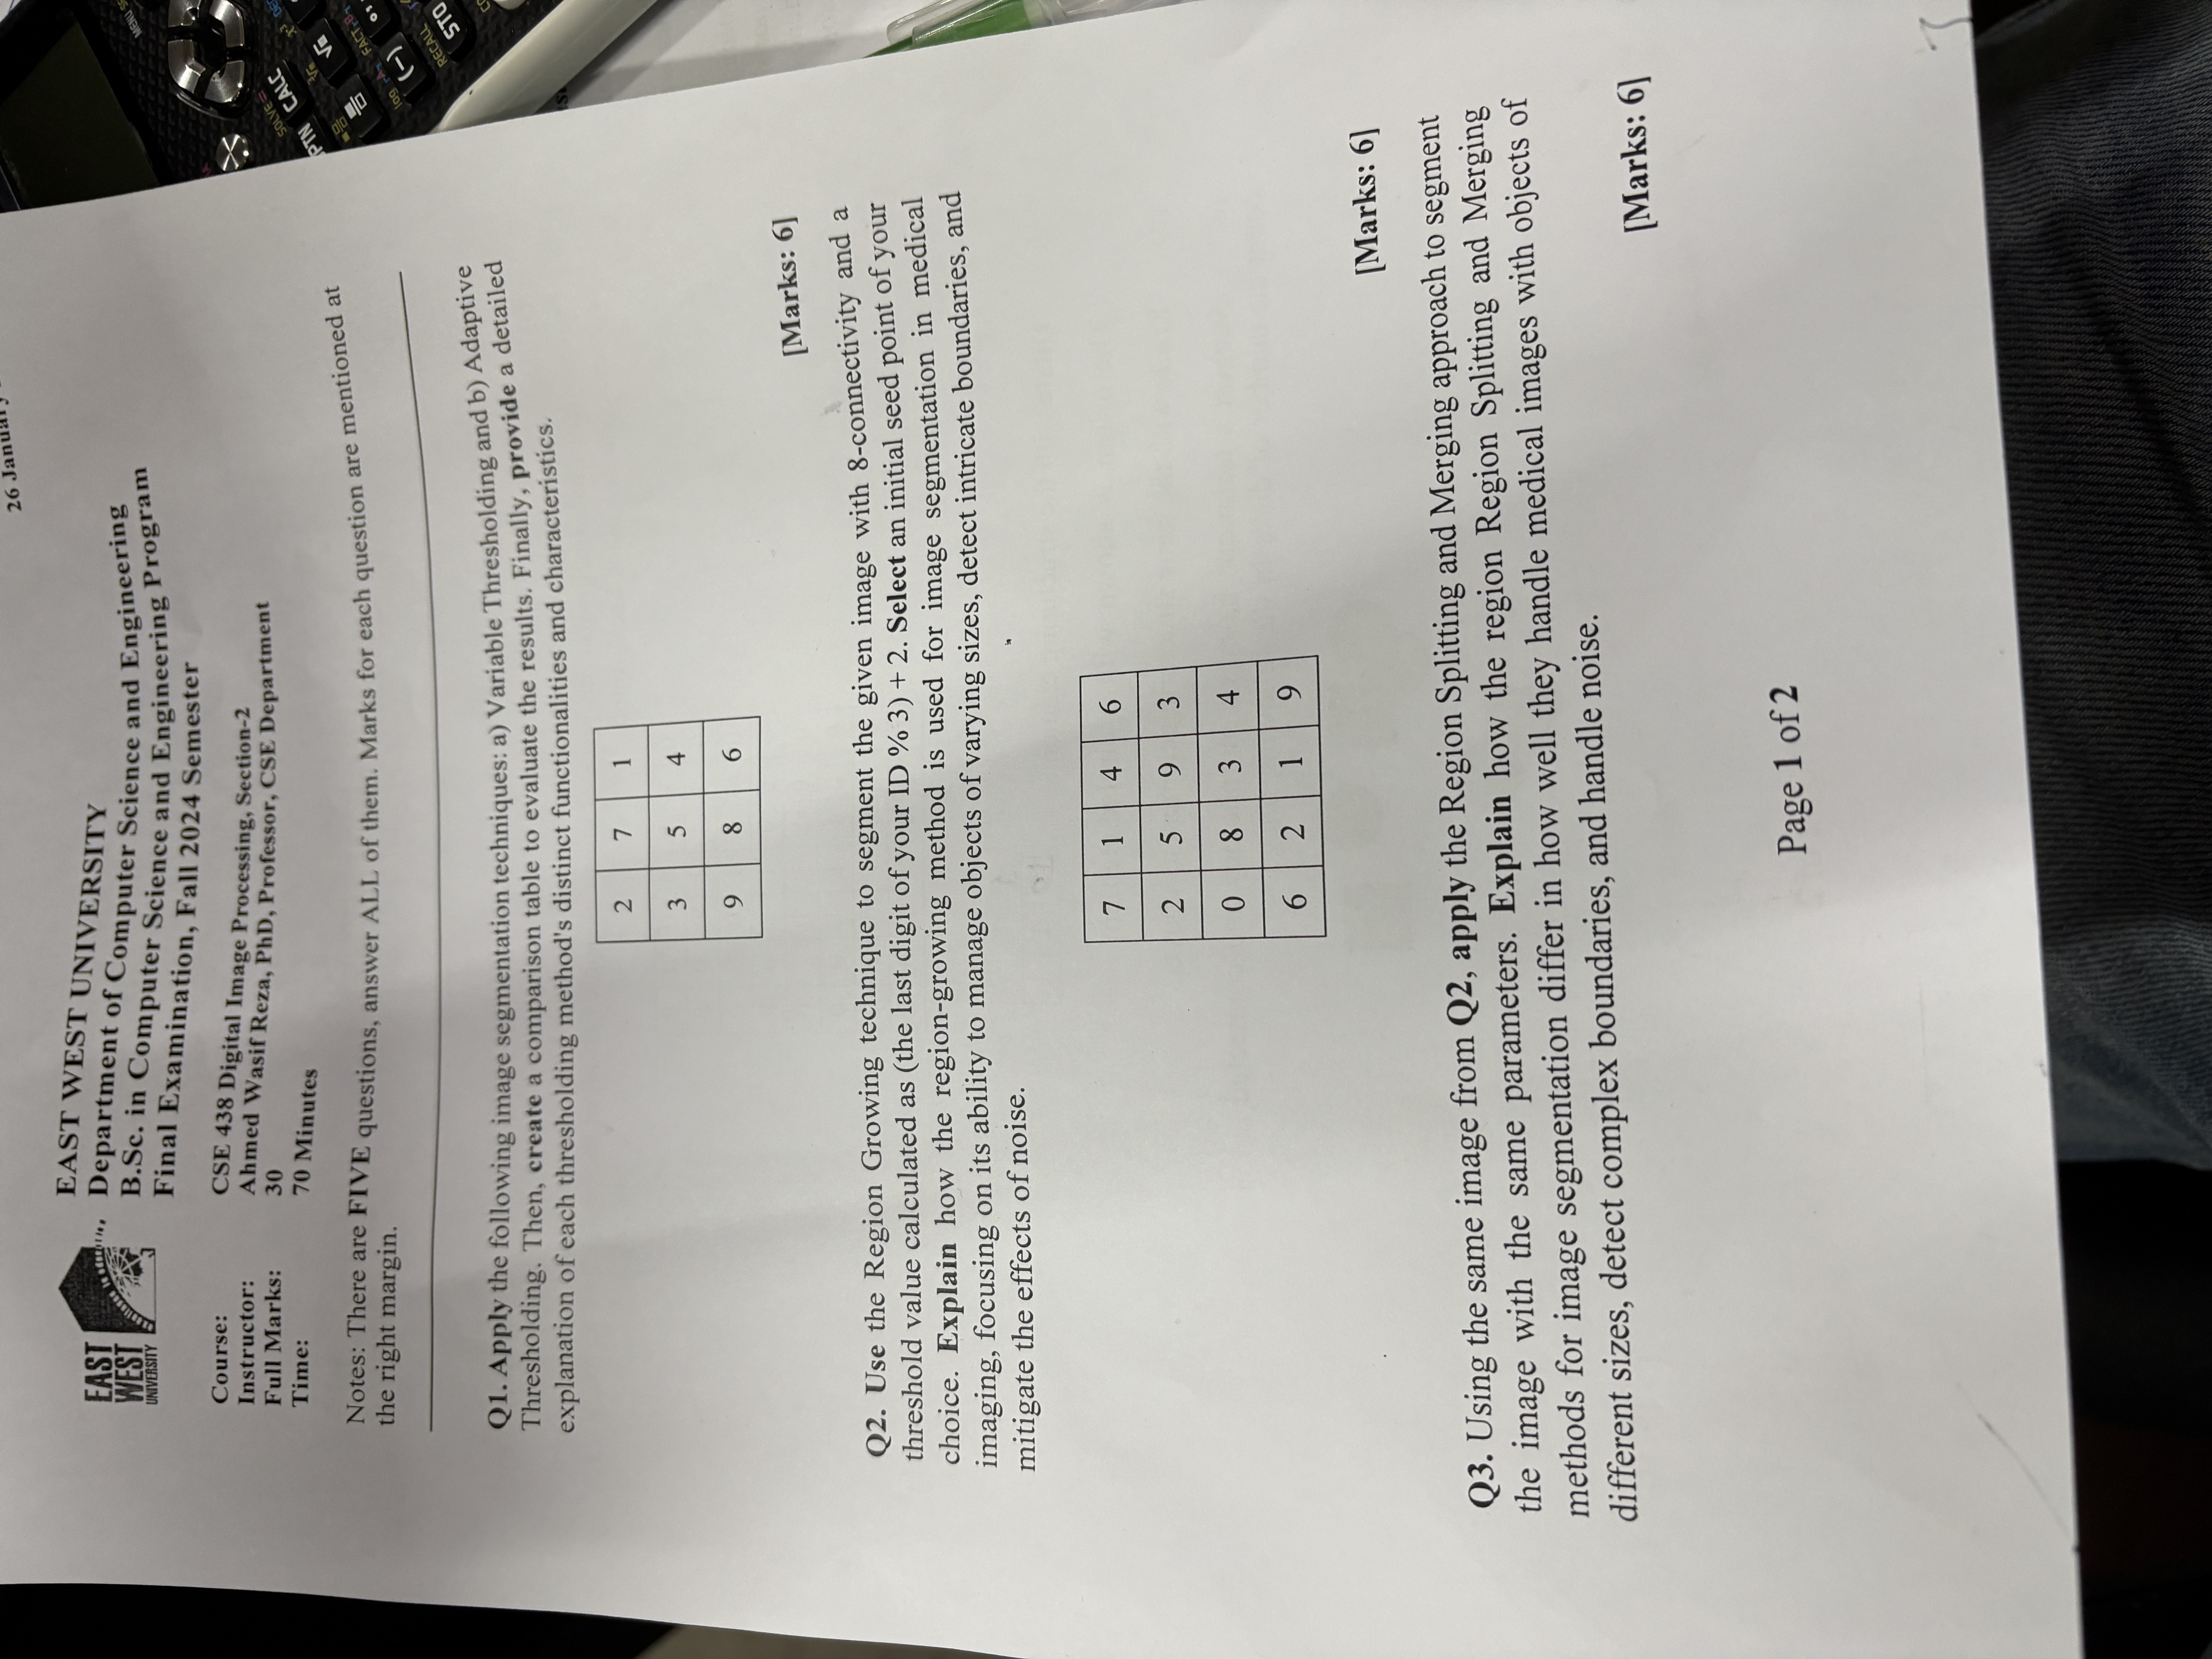 26 January
EAST
WEST
UNIVERSITY
EAST WEST UNIVERSITY
Department of Computer Science and Engineering
B.Sc. in Computer Science and Engineering Program
Final Examination, Fall 2024 Semester
Course: CSE 438 Digital Image Processing, Section-2
Instructor: Ahmed Wasif Reza, PhD, Professor, CSE Department
Full Marks: 30
Time: 70 Minutes
Notes: There are FIVE questions, answer ALL of them. Marks for each question are mentioned at
the right margin.
Q1. Apply the following image segmentation techniques: a) Variable Thresholding and b) Adaptive
Thresholding. Then, create a comparison table to evaluate the results. Finally, provide a detailed
explanation of each thresholding method's distinct functionalities and characteristics.
2 7 1
3 5 4
9 8 6
[Marks: 6]
Q2. Use the Region Growing technique to segment the given image with 8-connectivity and a
threshold value calculated as (the last digit of your ID % 3) + 2. Select an initial seed point of your
choice. Explain how the region-growing method is used for image segmentation in medical
imaging, focusing on its ability to manage objects of varying sizes, detect intricate boundaries, and
mitigate the effects of noise.
7 1 4 6
2 5 9 3
0 8 3 4
6 2 1 9
[Marks: 6]
Q3. Using the same image from Q2, apply the Region Splitting and Merging approach to segment
the image with the same parameters. Explain how the region Region Splitting and Merging
methods for image segmentation differ in how well they handle medical images with objects of
different sizes, detect complex boundaries, and handle noise.
[Marks: 6]
Page 1 of 2
MENU
SOLVE =
CALC
PTN
√
FACT B
log
(−)
RECALL
STO